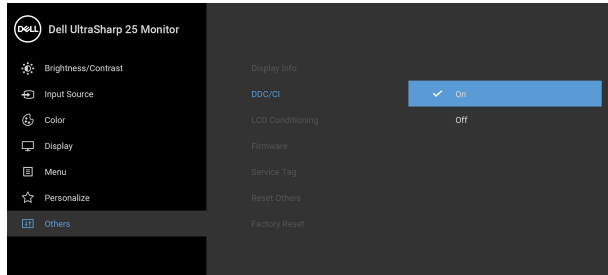 DELL Dell UltraSharp 25 Monitor
Brightness/Contrast
Input Source
Color
Display
Menu
Personalize
Others
Display Info
DDC/CI
LCD Conditioning
Firmware
Service Tag
Reset Others
Factory Reset
On
Off